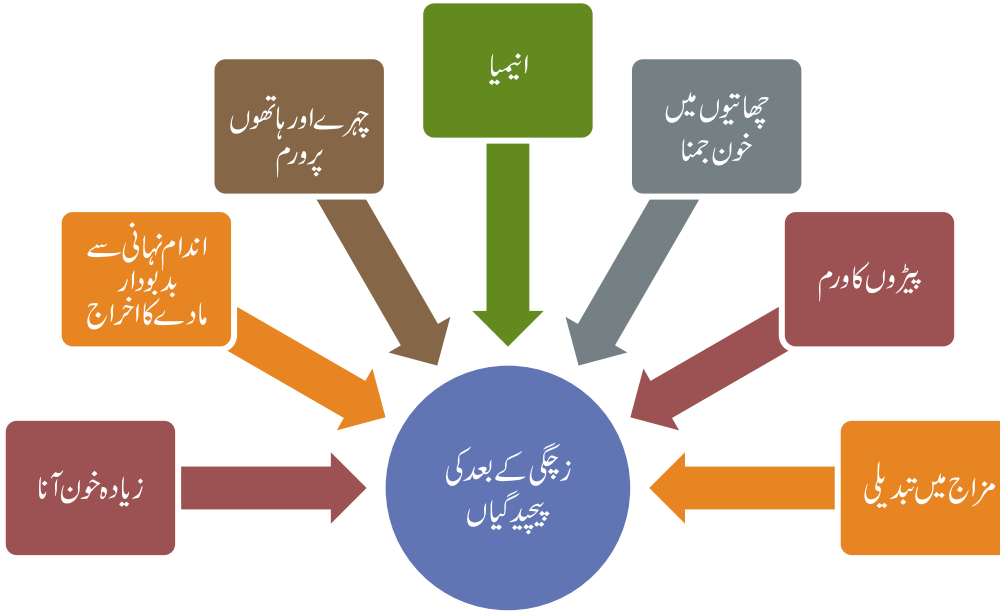 انیمیا
چھاتیوں میں
خون جمنا
چہرے اور ہاتھوں
پر ورم
پیڑوں کا ورم
اندام نہانی سے
بدبودار
مادے کا اخراج
مزاج میں تبدیلی
زیادہ خون آنا
زچگی کے بعد کی
پیچیدگیاں